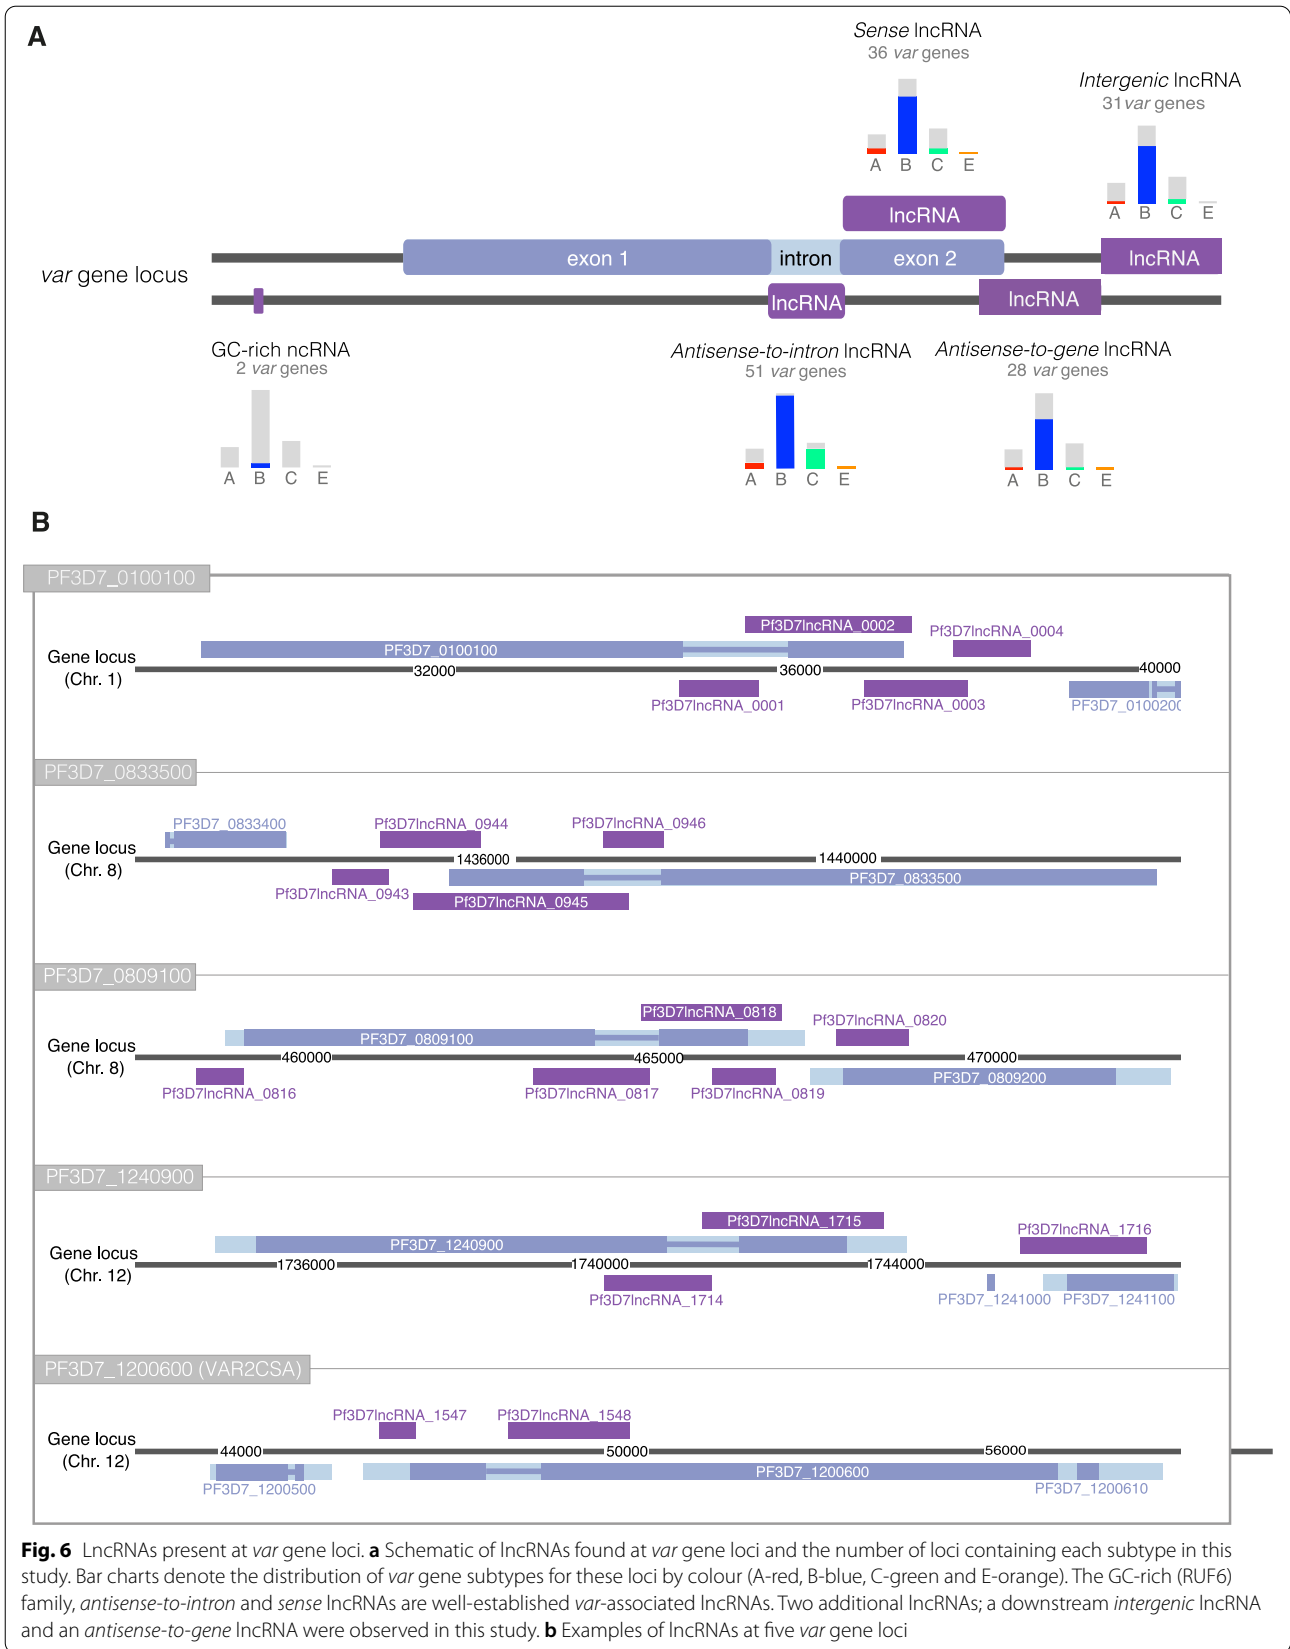 A
Sense lncRNA
36 var genes
A B C E
Intergenic lncRNA
31var genes
A B C E
lncRNA
var gene locus
exon 1 intron exon 2 lncRNA
lncRNA lncRNA
GC-rich ncRNA
2 var genes
A B C E
Antisense-to-intron lncRNA
51 var genes
A B C E
Antisense-to-gene lncRNA
28 var genes
A B C E
B
PF3D7_0100100
Pf3D7lncRNA_0002
Pf3D7lncRNA_0004
PF3D7_0100100
Gene locus
(Chr. 1)
32000 36000 40000
Pf3D7lncRNA_0001 Pf3D7lncRNA_0003 PF3D7_0100200
PF3D7_0833500
PF3D7_0833400 Pf3D7lncRNA_0944 Pf3D7lncRNA_0946
Gene locus
(Chr. 8)
1436000 1440000
PF3D7_0833500
Pf3D7lncRNA_0943
Pf3D7lncRNA_0945
PF3D7_0809100
Pf3D7lncRNA_0818
Pf3D7lncRNA_0820
PF3D7_0809100
Gene locus
(Chr. 8)
460000 465000 470000
PF3D7_0809200
Pf3D7lncRNA_0816 Pf3D7lncRNA_0817 Pf3D7lncRNA_0819
PF3D7_1240900
Pf3D7lncRNA_1715
Pf3D7lncRNA_1716
PF3D7_1240900
Gene locus
(Chr. 12)
1736000 1740000 1744000
Pf3D7lncRNA_1714 PF3D7_1241000 PF3D7_1241100
PF3D7_1200600 (VAR2CSA)
Pf3D7lncRNA_1547 Pf3D7lncRNA_1548
Gene locus
(Chr. 12)
44000 50000 56000
PF3D7_1200600
PF3D7_1200500 PF3D7_1200610
Fig. 6 LncRNAs present at var gene loci. a Schematic of lncRNAs found at var gene loci and the number of loci containing each subtype in this
study. Bar charts denote the distribution of var gene subtypes for these loci by colour (A-red, B-blue, C-green and E-orange). The GC-rich (RUF6)
family, antisense-to-intron and sense lncRNAs are well-established var-associated lncRNAs. Two additional lncRNAs; a downstream intergenic lncRNA
and an antisense-to-gene lncRNA were observed in this study. b Examples of lncRNAs at five var gene loci